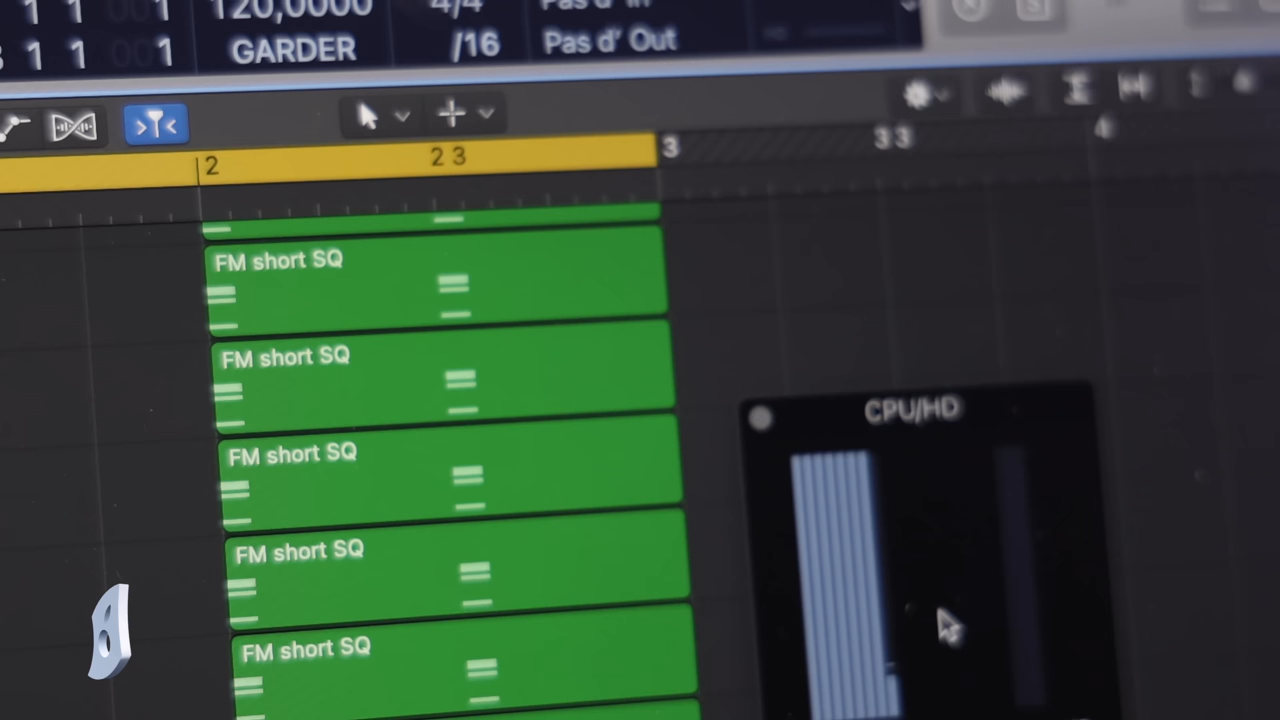 1 1 1 120,0000 4/4 Pas d' In
1 1 1 GARDER /16 Pas d' Out
2 2 3 3 3 3 4
FM short SQ
FM short SQ
CPU/HD
FM short SQ
FM short SQ
FM short SQ